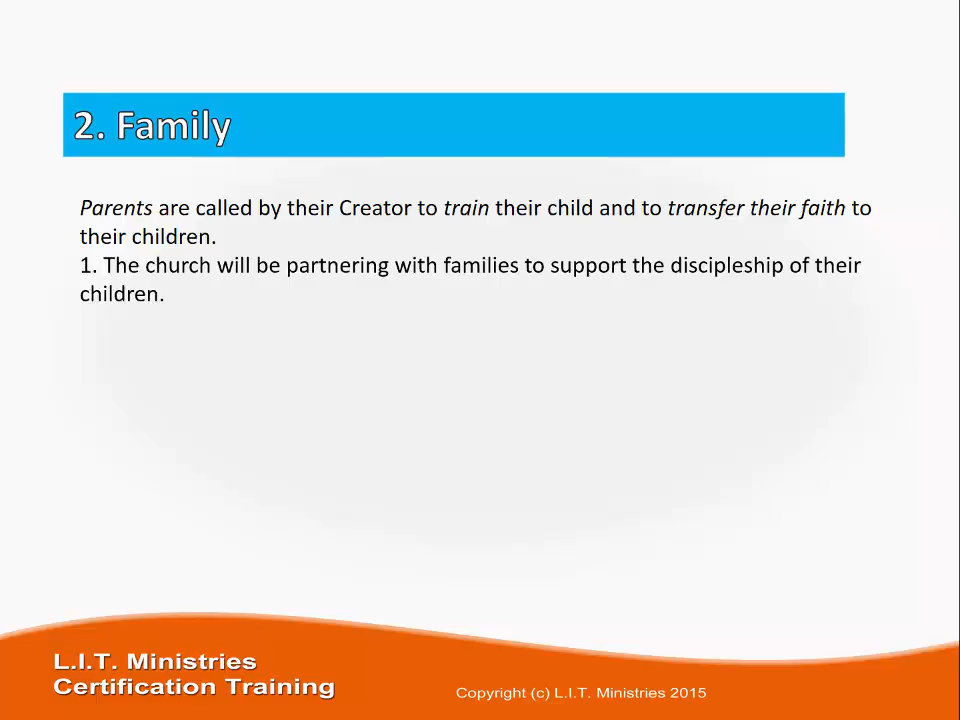 2. Family
Parents are called by their Creator to train their child and to transfer their faith to
their children.
1. The church will be partnering with families to support the discipleship of their
children.
L.I.T. Ministries
Certification Training
Copyright (c) L.I.T. Ministries 2015